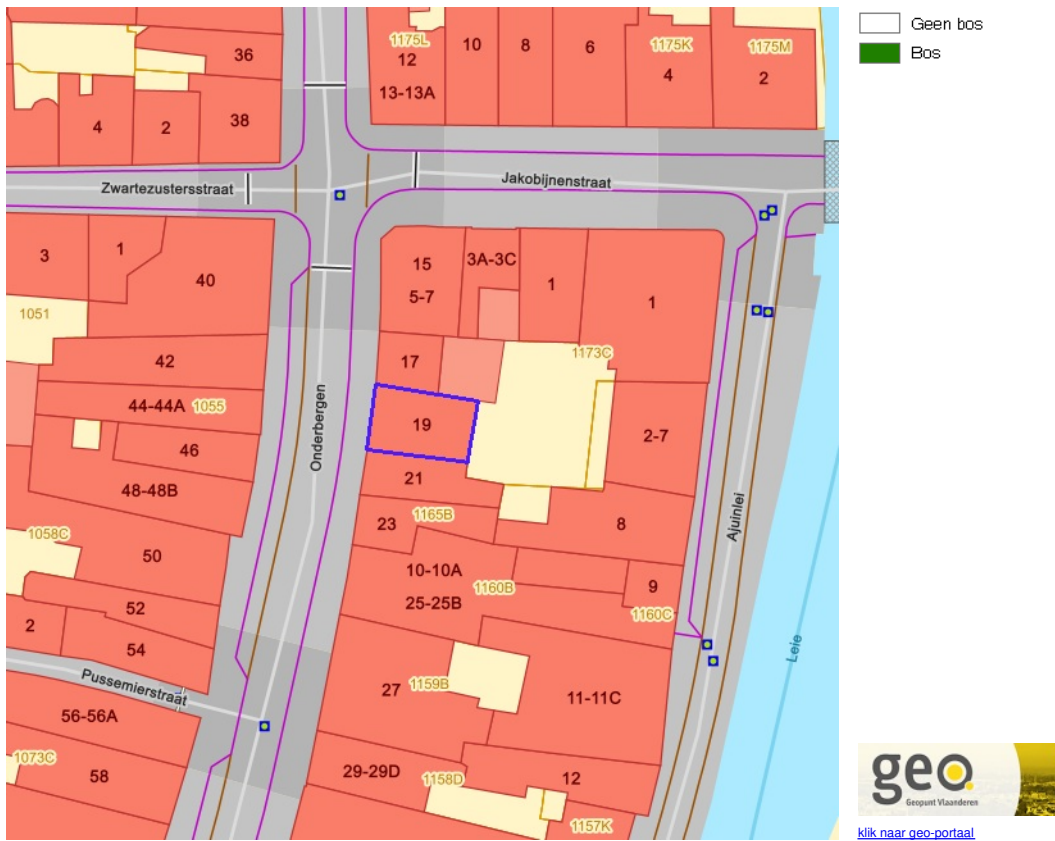 1175L
12
13-13A
10
8
6
1175K
4
1175M
2
Geen bos
Bos
36
4
2
38
Zwartezustersstraat
Jakobijnenstraat
3
1
40
15
5-7
3A-3C
1
1
1051
42
17
1173C
44-44A 1055
19
2-7
46
48-48B
21
Onderbergen
Ajuinlei
1058C
50
23
1165B
8
10-10A
25-25B
1160B
9
1160C
2
52
54
Leie
Pussemierstraat
27
1159B
11-11C
56-56A
1073C
58
29-29D
1158D
12
1157K
geo
Geopunt Vlaanderen
klik naar geo-portaal